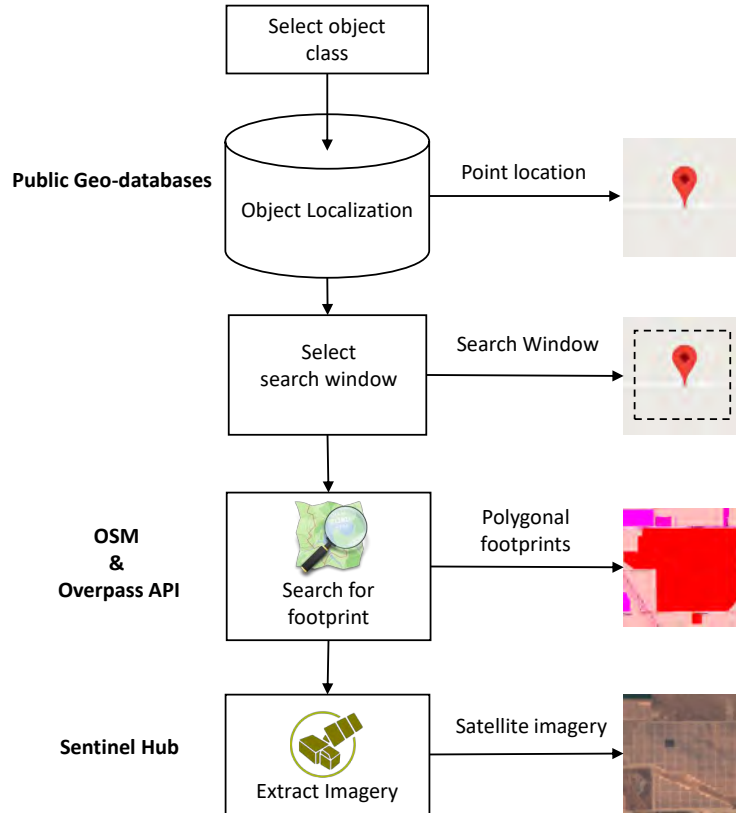 Select object
class
Public Geo-databases
Object Localization
Point location
Select
search window
Search Window
OSM
&
Overpass API
Search for
footprint
Polygonal
footprints
Sentinel Hub
Extract Imagery
Satellite imagery